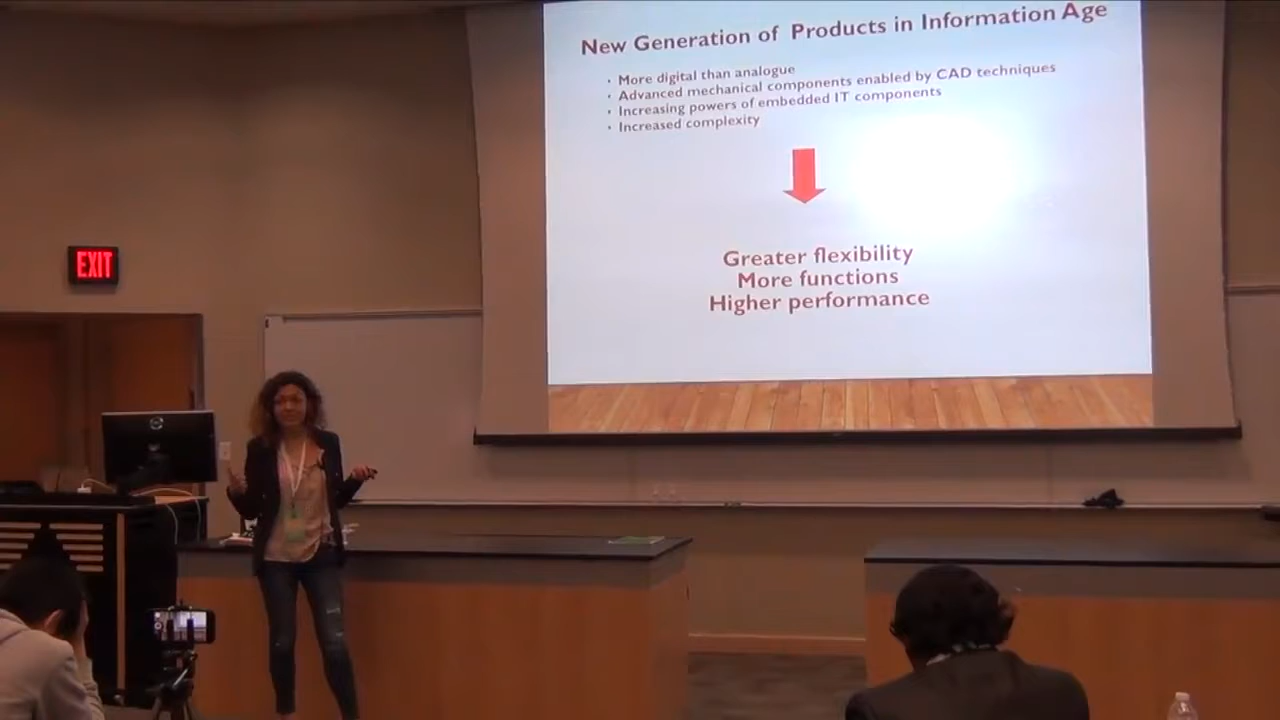 New Generation of Products in Information Age
• More digital than analogue
• Advanced mechanical components enabled by CAD techniques
• Increasing powers of embedded IT components
• Increased complexity
Greater flexibility
More functions
Higher performance
EXIT